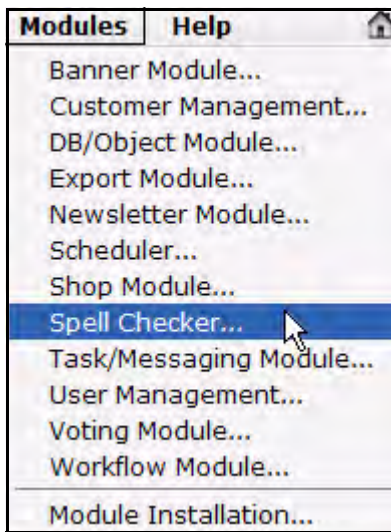 Modules Help
Banner Module...
Customer Management...
DB/Object Module...
Export Module...
Newsletter Module...
Scheduler...
Shop Module...
Spell Checker...
Task/Messaging Module...
User Management...
Voting Module...
Workflow Module...
Module Installation...